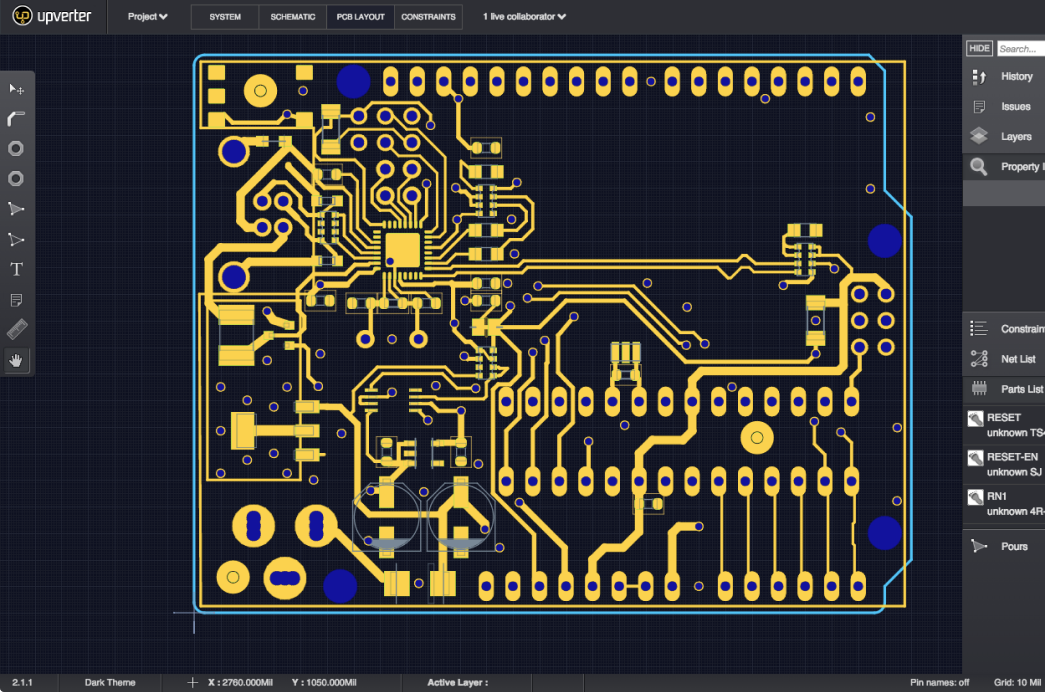 upverter
Project
SYSTEM
SCHEMATIC
PCB LAYOUT
CONSTRAINTS
1 live collaborator
HIDE
Search...
History
Issues
Layers
Property
T
Constrain
Net List
Parts List
RESET
unknown TS
RESET-EN
unknown SJ
RN1
unknown 4R
Pours
2.1.1
Dark Theme
X : 2760.000Mil
Y : 1050.000Mil
Active Layer :
Pin names: off
Grid: 10 Mil